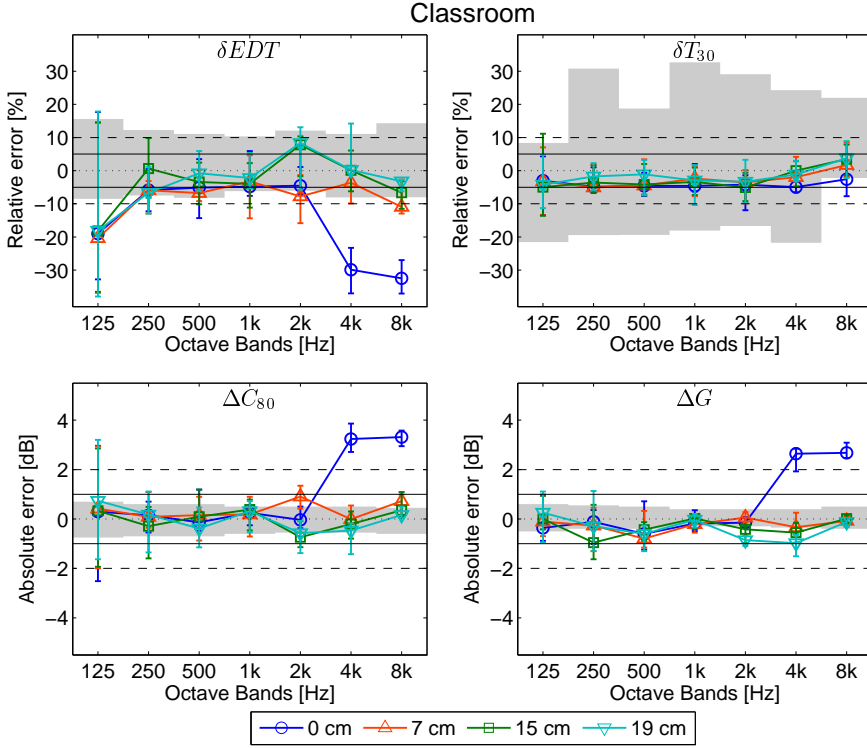 Classroom
δEDT
Relative error [%]
30
20
10
0
−10
−20
−30
125 250 500 1k 2k 4k 8k
Octave Bands [Hz]
δT30
Relative error [%]
30
20
10
0
−10
−20
−30
125 250 500 1k 2k 4k 8k
Octave Bands [Hz]
ΔC80
Absolute error [dB]
4
2
0
−2
−4
125 250 500 1k 2k 4k 8k
Octave Bands [Hz]
ΔG
Absolute error [dB]
4
2
0
−2
−4
125 250 500 1k 2k 4k 8k
Octave Bands [Hz]
0 cm 7 cm 15 cm 19 cm